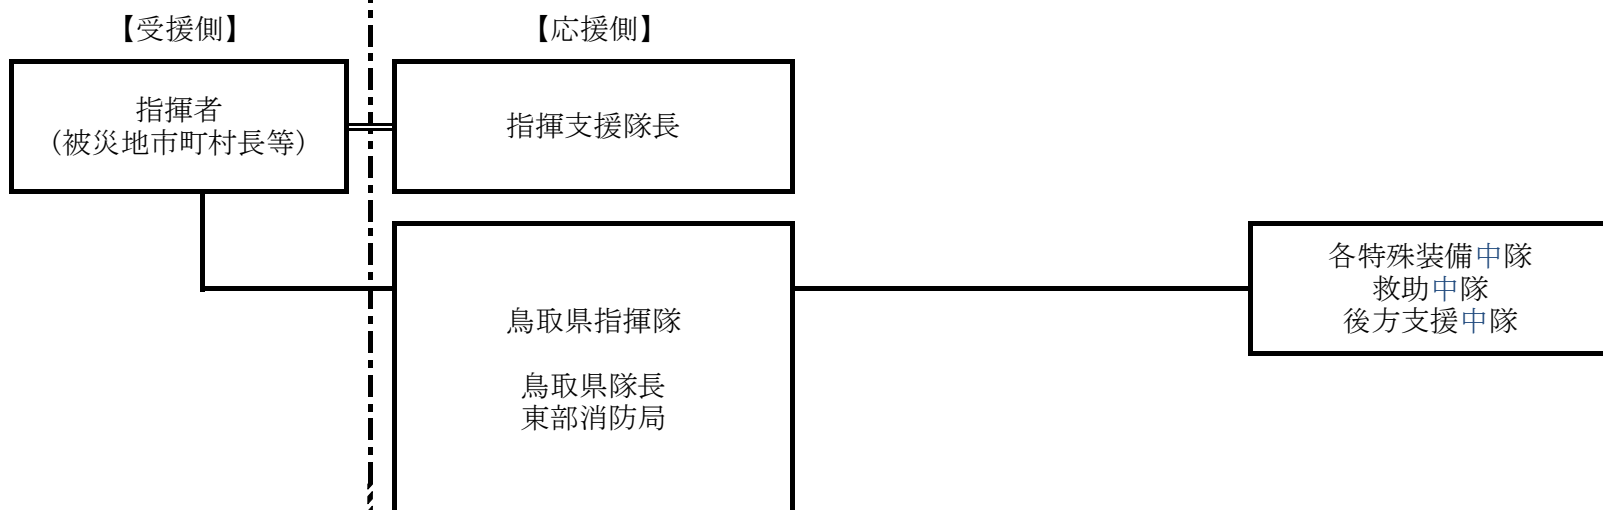 【受援側】
【応援側】
指揮者
（被災地市町村長等）
指揮支援隊長
鳥取県指揮隊
鳥取県隊長
東部消防局
各特殊装備中隊
救助中隊
後方支援中隊